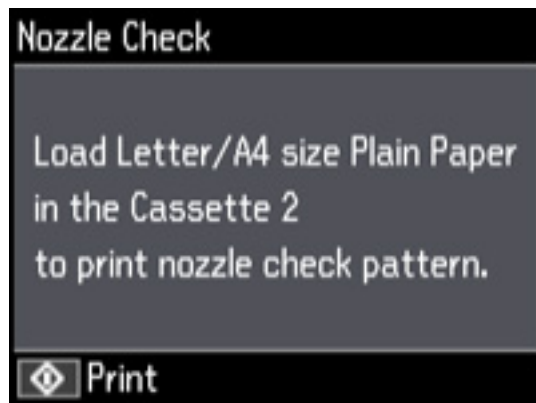 Nozzle Check
Load Letter/A4 size Plain Paper
in the Cassette 2
to print nozzle check pattern.
Print